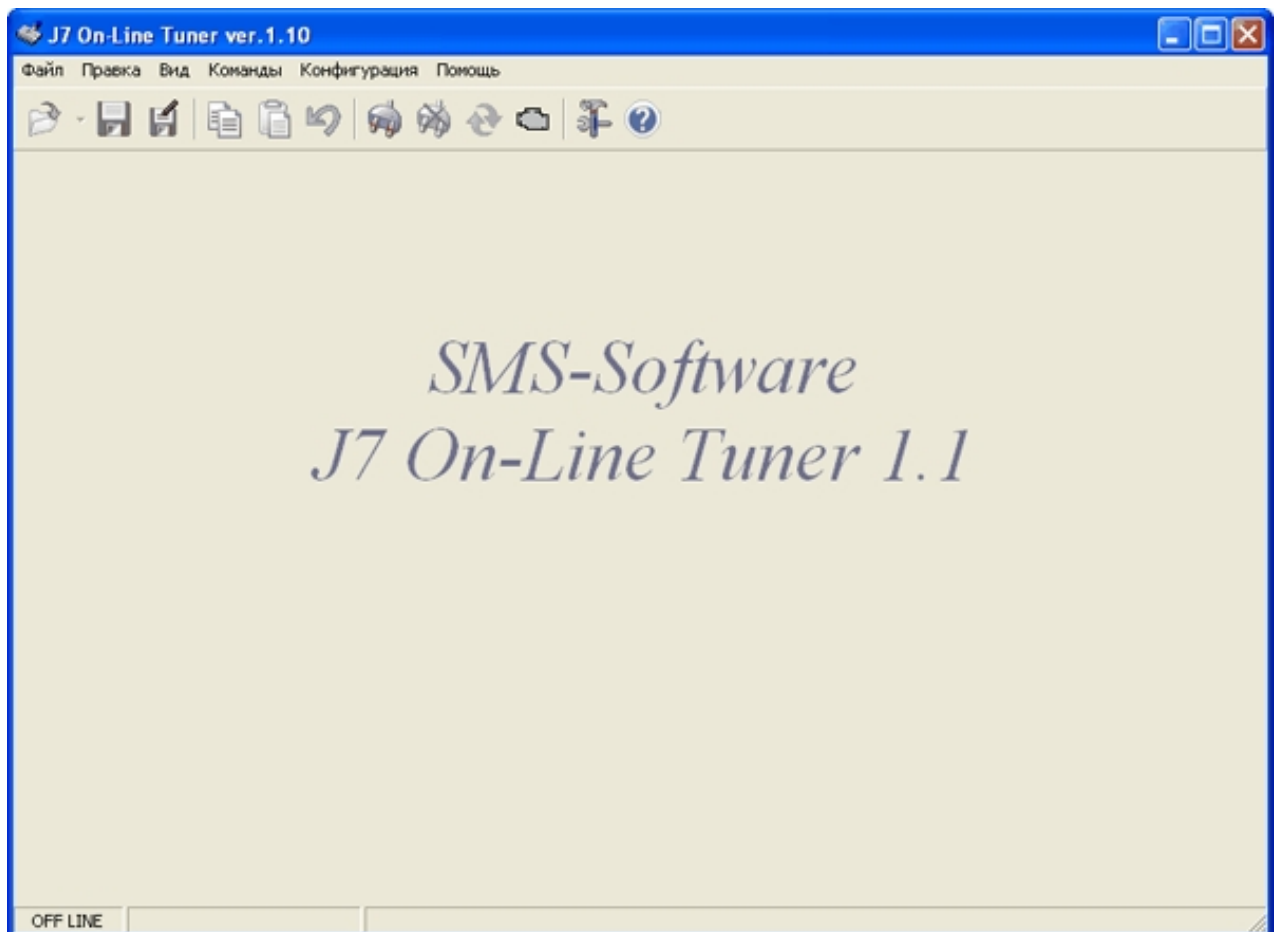 J7 On-Line Tuner ver.1.10
Файл Правка Вид Команды Конфигурация Помощь
SMS-Software
J7 On-Line Tuner 1.1
OFF LINE